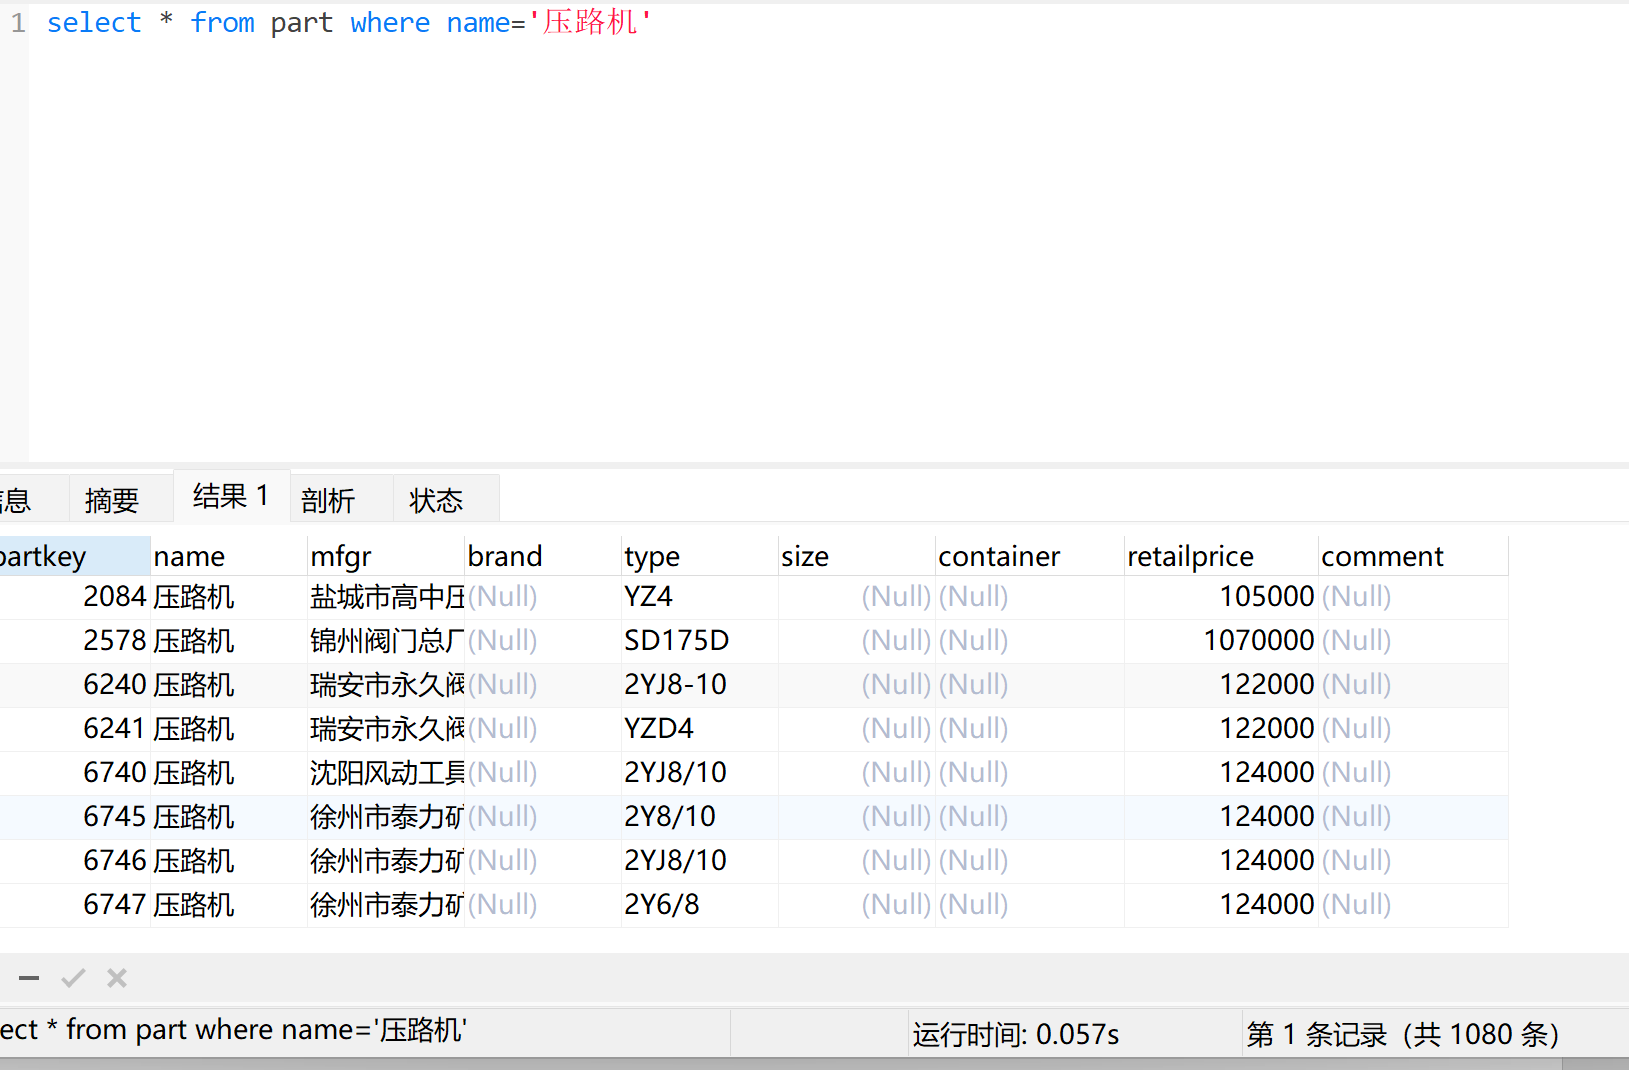 1 select * from part where name='压路机'
息 摘要 结果 1 剖析 状态
partkey name mfgr brand type size container retailprice comment
2084 压路机 盐城市高中压 (Null) YZ4 (Null) (Null) 105000 (Null)
2578 压路机 锦州阀门总厂 (Null) SD175D (Null) (Null) 1070000 (Null)
6240 压路机 瑞安市永久阀 (Null) 2YJ8-10 (Null) (Null) 122000 (Null)
6241 压路机 瑞安市永久阀 (Null) YZD4 (Null) (Null) 122000 (Null)
6740 压路机 沈阳风动工具 (Null) 2YJ8/10 (Null) (Null) 124000 (Null)
6745 压路机 徐州市泰力矿 (Null) 2Y8/10 (Null) (Null) 124000 (Null)
6746 压路机 徐州市泰力矿 (Null) 2YJ8/10 (Null) (Null) 124000 (Null)
6747 压路机 徐州市泰力矿 (Null) 2Y6/8 (Null) (Null) 124000 (Null)
ect * from part where name='压路机' 运行时间: 0.057s 第 1 条记录 (共 1080 条)